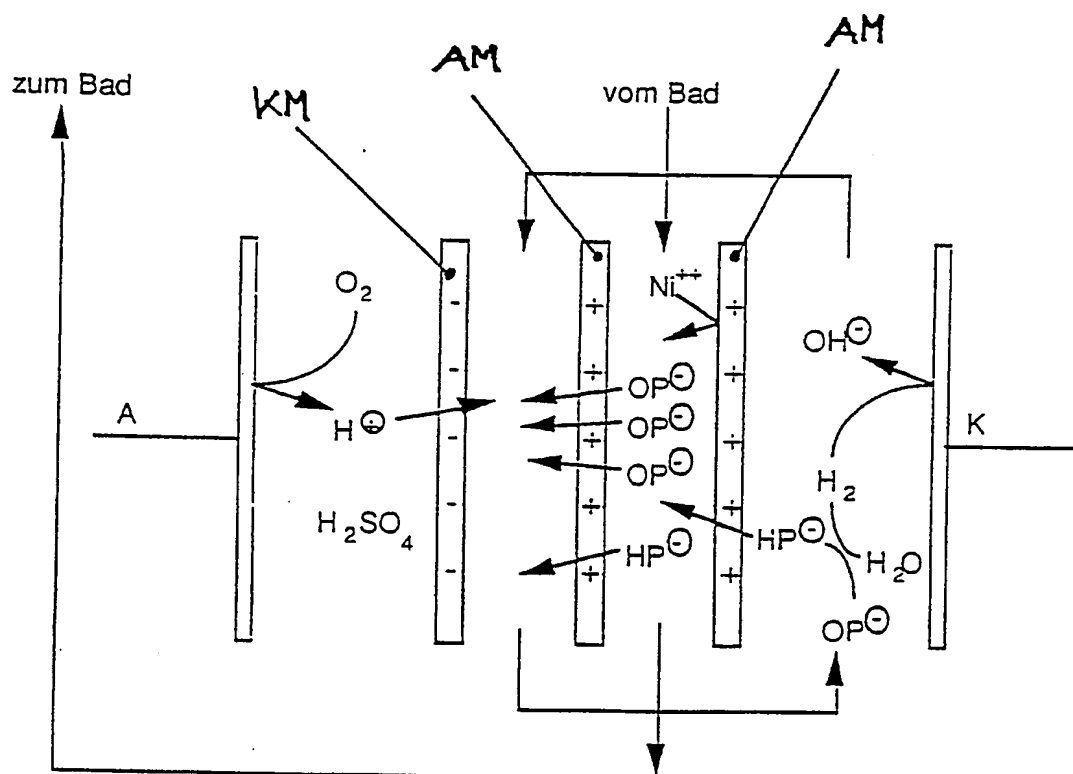 AM
AM
zum Bad
KM
vom Bad
O₂
Ni⁺⁺
OH⊖
OP⊖
A
H⊕
OP⊖
K
OP⊖
H₂
H₂SO₄
HP⊖
HP⊖
H₂O
OP⊖
- - - - -
+ + + + +
+ + + + +